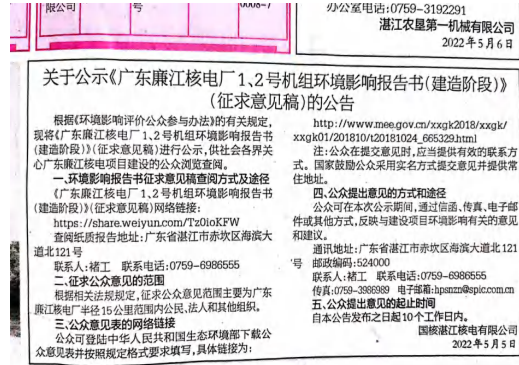 限公司
号
0008-7
办公室电话:0759-3192291
湛江农垦第一机械有限公司
2022年5月6日
关于公示《广东廉江核电厂1、2号机组环境影响报告书(建造阶段)》
(征求意见稿)的公告
根据《环境影响评价公众参与办法》的有关规定,
现将《广东廉江核电厂1、2号机组环境影响报告书
(建造阶段)》(征求意见稿)进行公示,供社会各界关
心广东廉江核电项目建设的公众浏览查阅。
一、环境影响报告书征求意见稿查阅方式及途径
《广东廉江核电厂1、2号机组环境影响报告书
(建造阶段)》(征求意见稿)网络链接:
https://share.weiyun.com/Tz0ioKFW
查阅纸质报告地址:广东省湛江市赤坎区海滨大
道北121号
联系人:褚工 联系电话:0759-6986555
二、征求公众意见的范围
根据相关法规规定,征求公众意见范围主要为广东
廉江核电厂半径15公里范围内公民、法人和其他组织。
三、公众意见表的网络链接
公众可登陆中华人民共和国生态环境部下载公
众意见表并按照规定格式要求填写,具体链接为:
http://www.mee.gov.cn/xxgk2018/xxgk/
xxgk01/201810/t20181024_665329.html
注:公众在提交意见时,应当提供有效的联系方
式。国家鼓励公众采用实名方式提交意见并提供常
住地址。
四、公众提出意见的方式和途径
公众可在本次公示期间,通过信函、传真、电子邮
件或其他方式,反映与建设项目环境影响有关的意见
和建议。
通讯地址:广东省湛江市赤坎区海滨大道北121
号 邮政编码:524000
联系人:褚工 联系电话:0759-6986555
传真:0759-3986989 电子邮箱:hpsnzn@spic.com.cn
五、公众提出意见的起止时间
自本公告发布之日起10个工作日内。
国核湛江核电有限公司
2022年5月5日